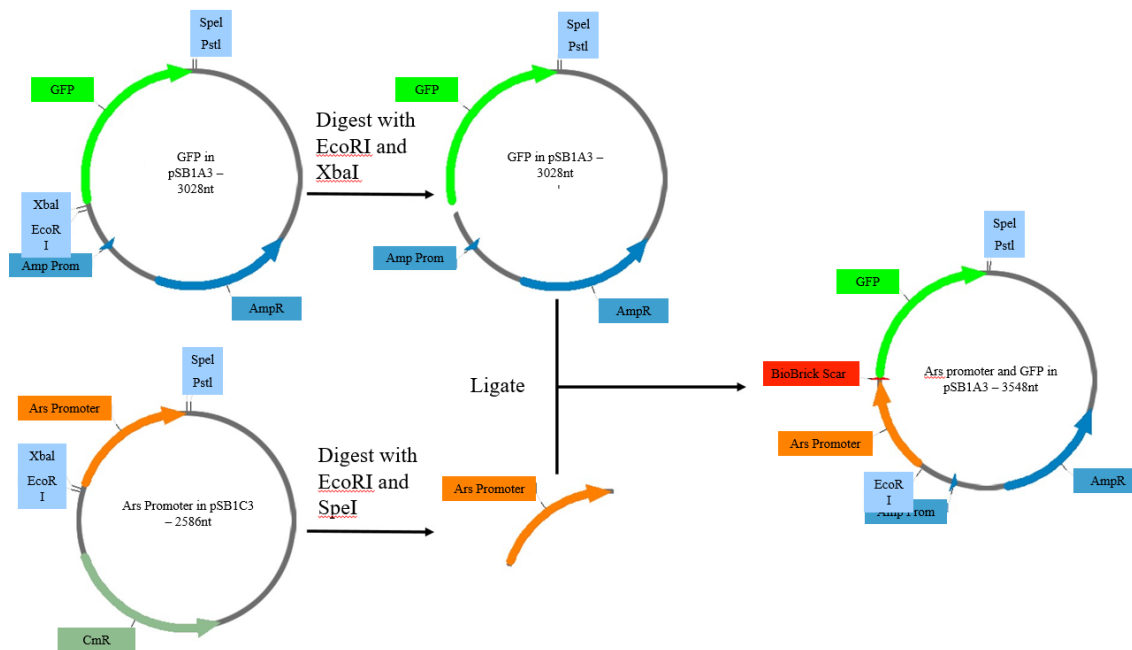 SpeI
PstI
GFP
GFP in
pSB1A3 –
3028nt
XbaI
EcoR
I
Amp Prom
AmpR
Digest with
EcoRI and
XbaI
SpeI
PstI
GFP
GFP in pSB1A3 –
3028nt
Amp Prom
AmpR
SpeI
PstI
Ars Promoter
XbaI
EcoR
I
Ars Promoter in pSB1C3
– 2586nt
CmR
Digest with
EcoRI and
SpeI
Ars Promoter
Ligate
SpeI
PstI
GFP
BioBrick Scar
Ars promoter and GFP in
pSB1A3 – 3548nt
Ars Promoter
EcoR
I
Amp Prom
AmpR